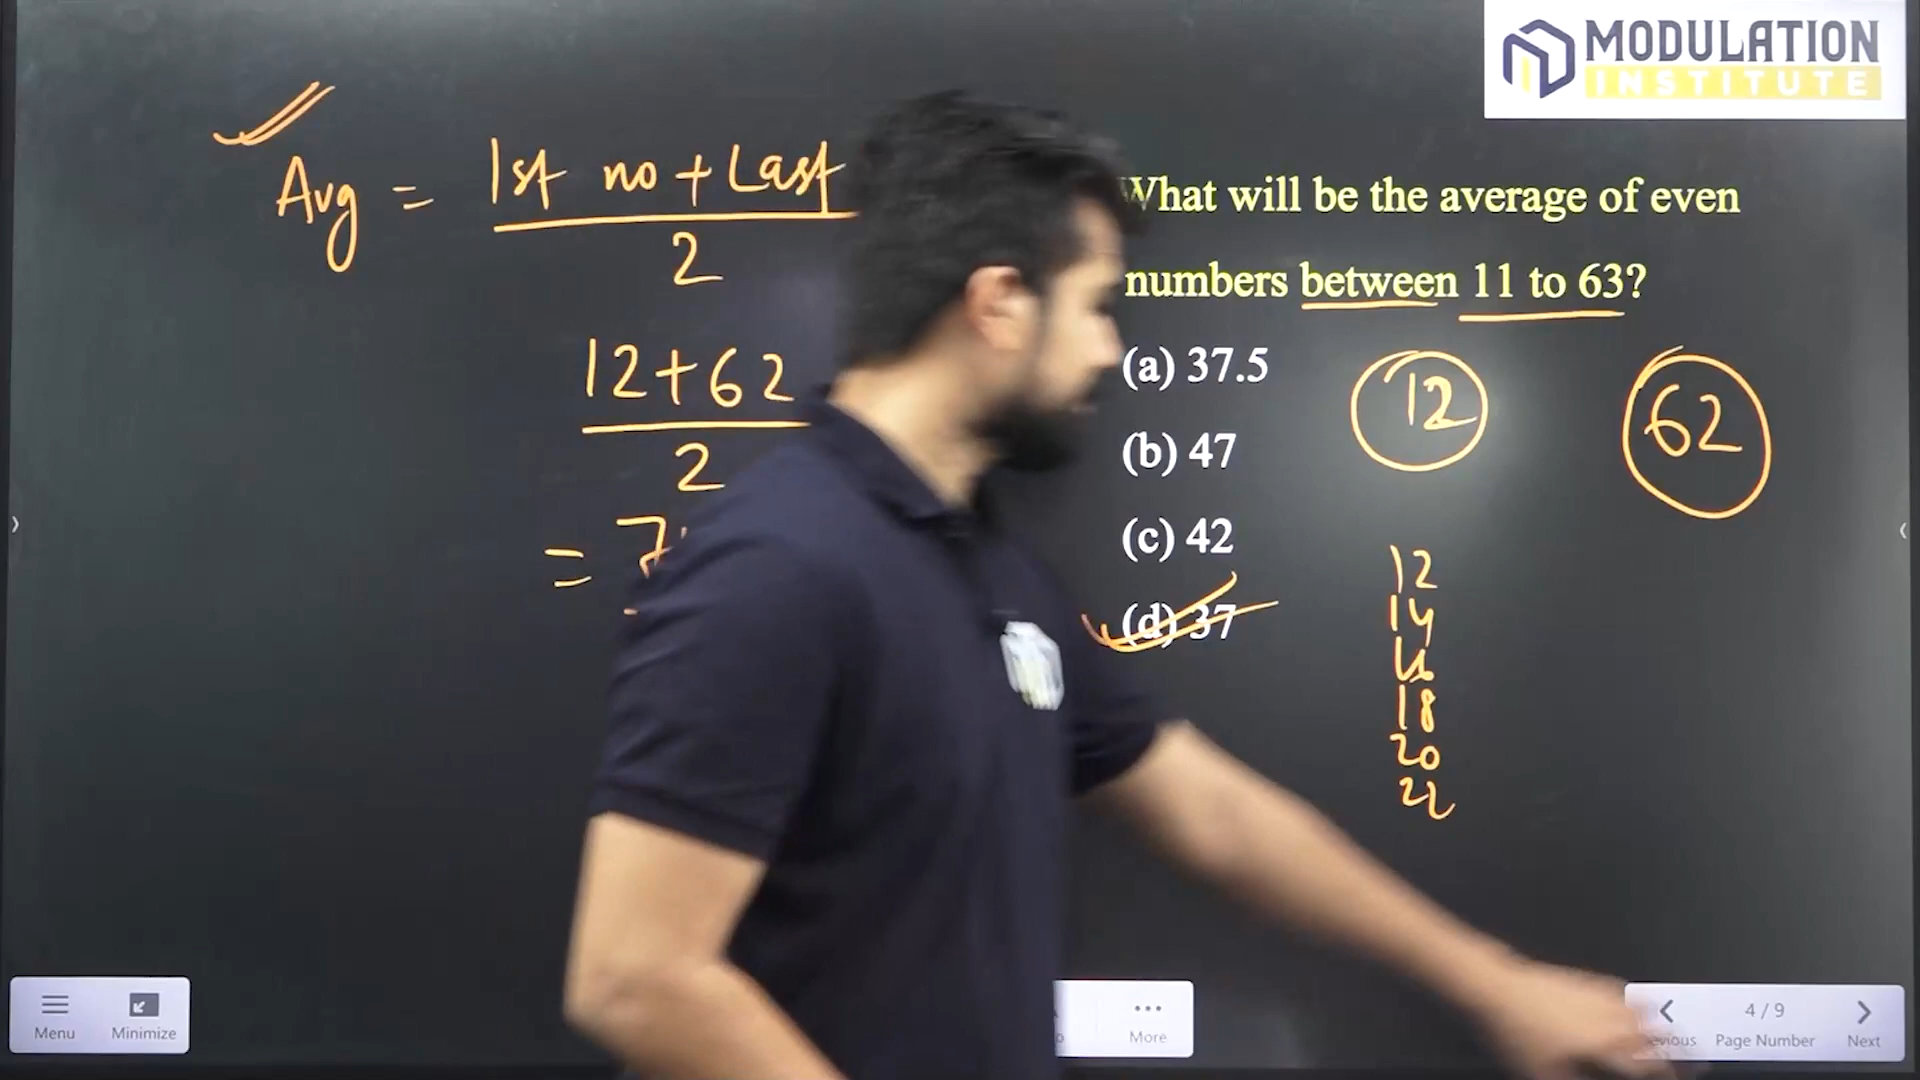 MODULATION
INSTITUTE
Avg = 1st no + Last
2
12+62
2
= 7
What will be the average of even
numbers between 11 to 63?
(a) 37.5
(b) 47
(c) 42
(d) 37
12
62
12
14
16
18
20
22
Menu
Minimize
More
4 / 9
Page Number
Next